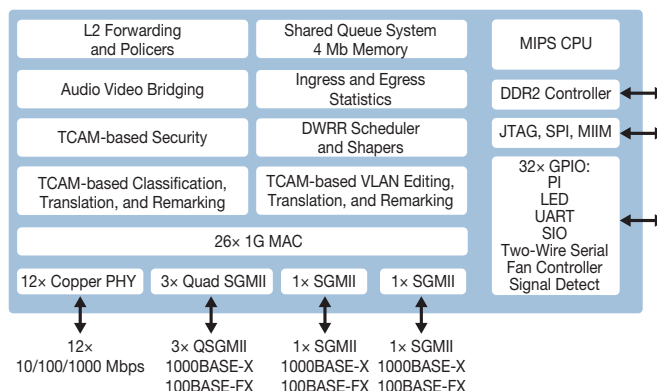 L2 Forwarding
and Policers
Shared Queue System
4 Mb Memory
MIPS CPU
Audio Video Bridging
Ingress and Egress
Statistics
DDR2 Controller
TCAM-based Security
DWRR Scheduler
and Shapers
JTAG, SPI, MIIM
TCAM-based Classification,
Translation, and Remarking
TCAM-based VLAN Editing,
Translation, and Remarking
32× GPIO:
PI
LED
UART
SIO
Two-Wire Serial
Fan Controller
Signal Detect
26× 1G MAC
12× Copper PHY
3× Quad SGMII
1× SGMII
1× SGMII
12×
10/100/1000 Mbps
3× QSGMII
1000BASE-X
100BASE-FX
1× SGMII
1000BASE-X
100BASE-FX
1× SGMII
1000BASE-X
100BASE-FX